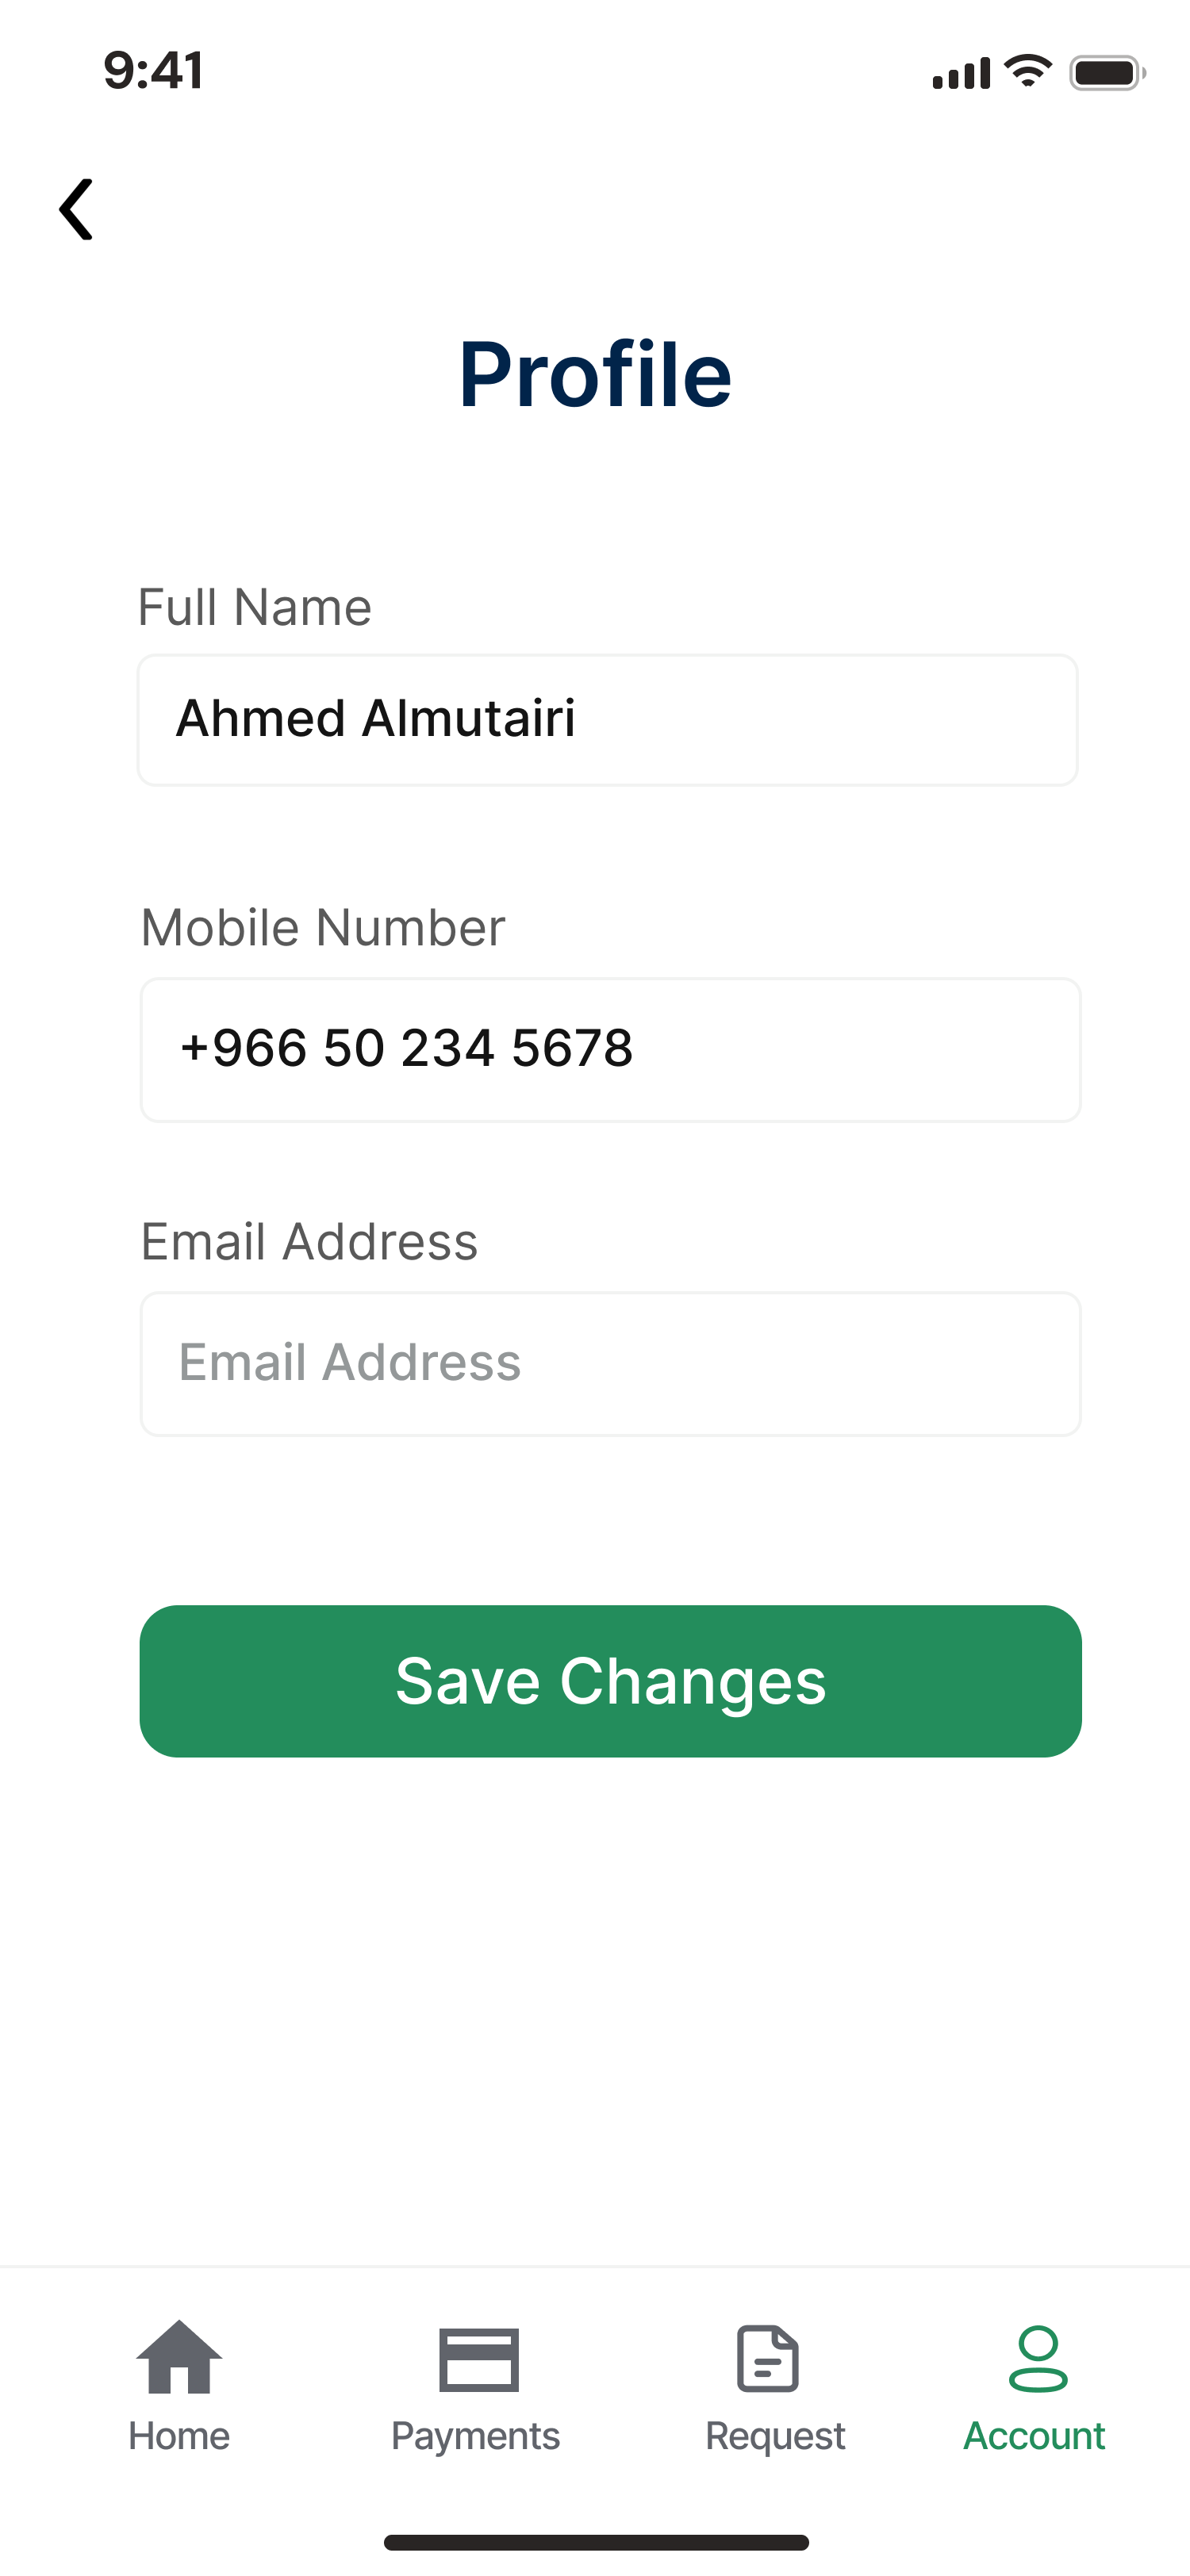 9:41
Profile
Full Name
Ahmed Almutairi
Mobile Number
+966 50 234 5678
Email Address
Email Address
Save Changes
Home
Payments
Request
Account